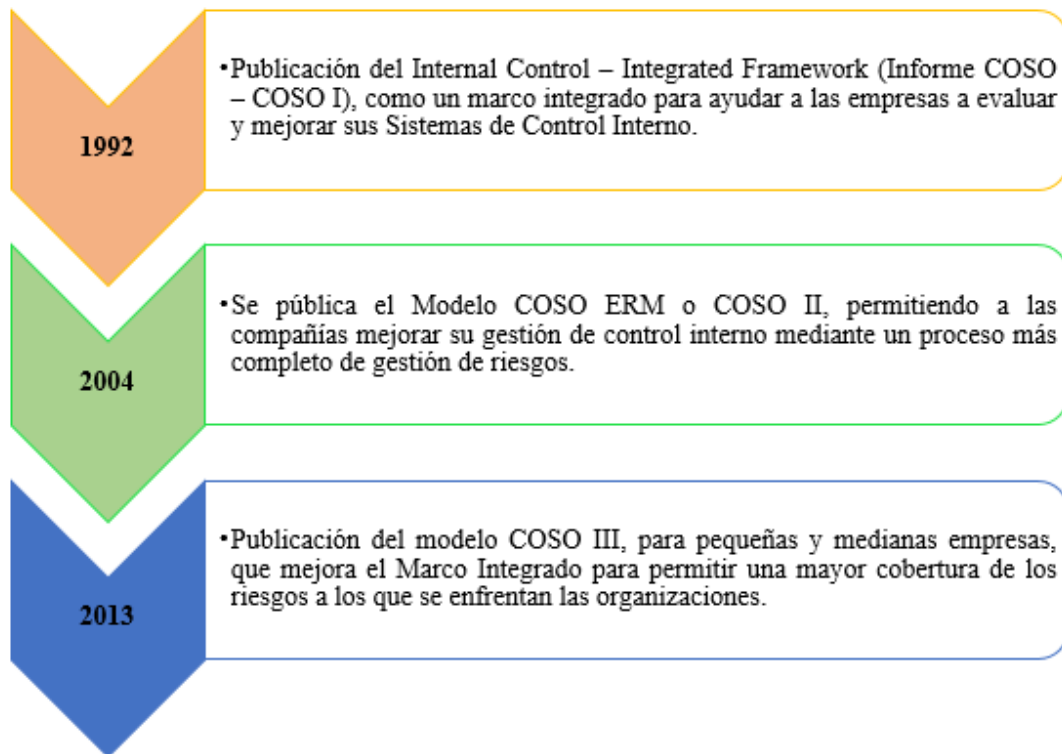 •Publicación del Internal Control – Integrated Framework (Informe COSO
– COSO I), como un marco integrado para ayudar a las empresas a evaluar
y mejorar sus Sistemas de Control Interno.
1992
•Se pública el Modelo COSO ERM o COSO II, permitiendo a las
compañías mejorar su gestión de control interno mediante un proceso más
completo de gestión de riesgos.
2004
•Publicación del modelo COSO III, para pequeñas y medianas empresas,
que mejora el Marco Integrado para permitir una mayor cobertura de los
riesgos a los que se enfrentan las organizaciones.
2013